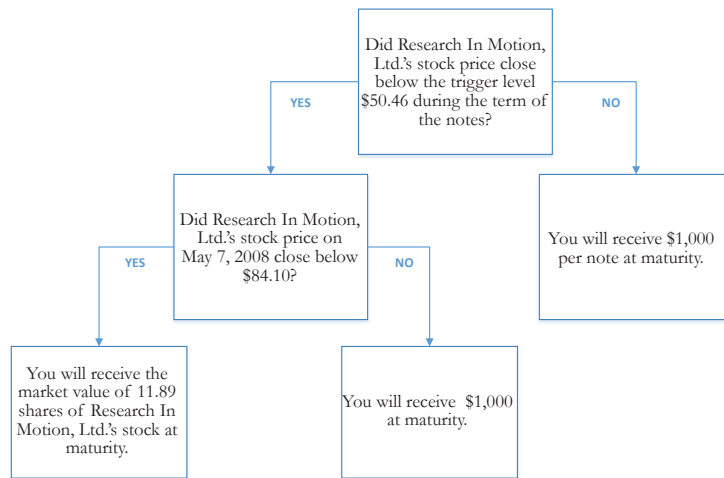 Did Research In Motion,
Ltd.'s stock price close
below the trigger level
$50.46 during the term of
the notes?
YES
NO
Did Research In Motion,
Ltd.'s stock price on
May 7, 2008 close below
$84.10?
You will receive $1,000
per note at maturity.
YES
NO
You will receive the
market value of 11.89
shares of Research In
Motion, Ltd.'s stock at
maturity.
You will receive $1,000
at maturity.